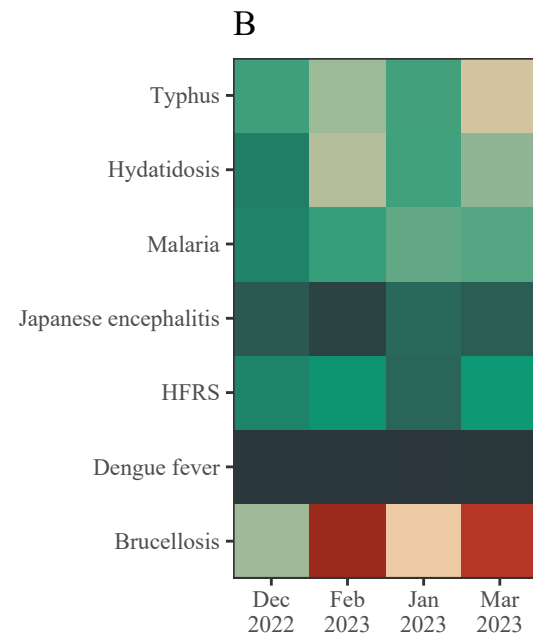 B
Typhus
Hydatidosis
Malaria
Japanese encephalitis
HFRS
Dengue fever
Brucellosis
Dec Feb Jan Mar
2022 2023 2023 2023